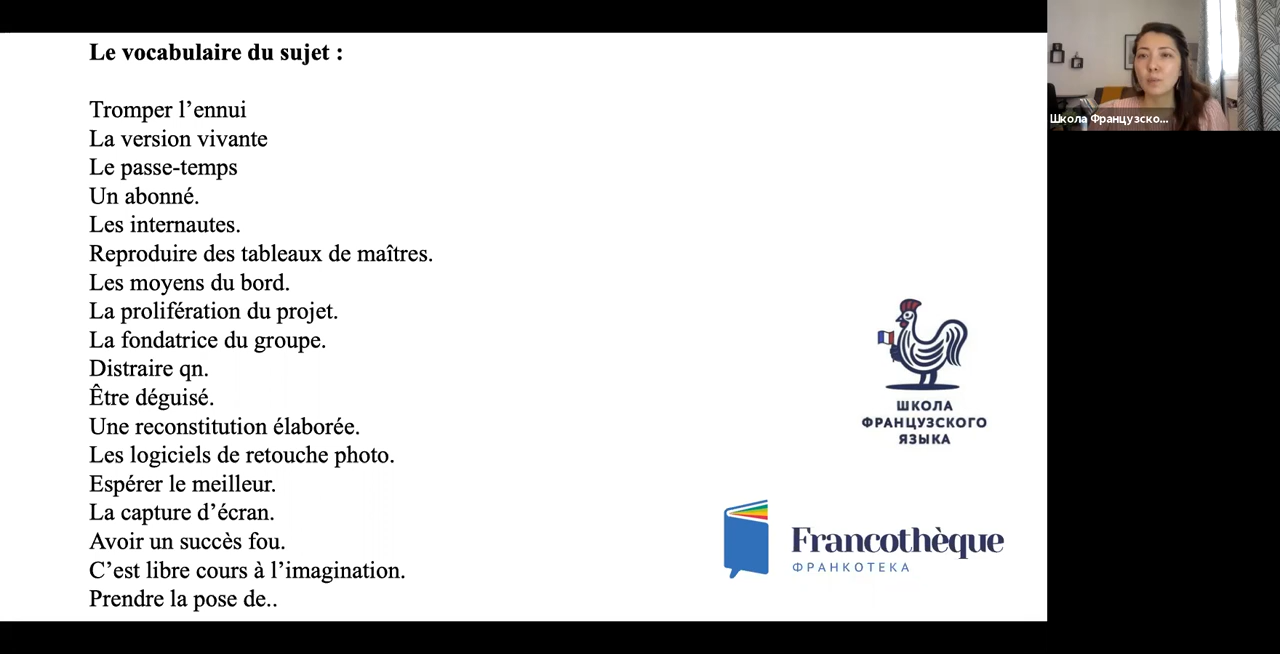 Le vocabulaire du sujet :
Tromper l’ennui
La version vivante
Le passe-temps
Un abonné.
Les internautes.
Reproduire des tableaux de maîtres.
Les moyens du bord.
La prolifération du projet.
La fondatrice du groupe.
Distraire qn.
Être déguisé.
Une reconstitution élaborée.
Les logiciels de retouche photo.
Espérer le meilleur.
La capture d’écran.
Avoir un succès fou.
C’est libre cours à l’imagination.
Prendre la pose de..
ШКОЛА
ФРАНЦУЗСКОГО
ЯЗЫКА
Francothèque
ФРАНКОТЕКА
Школа Французско...